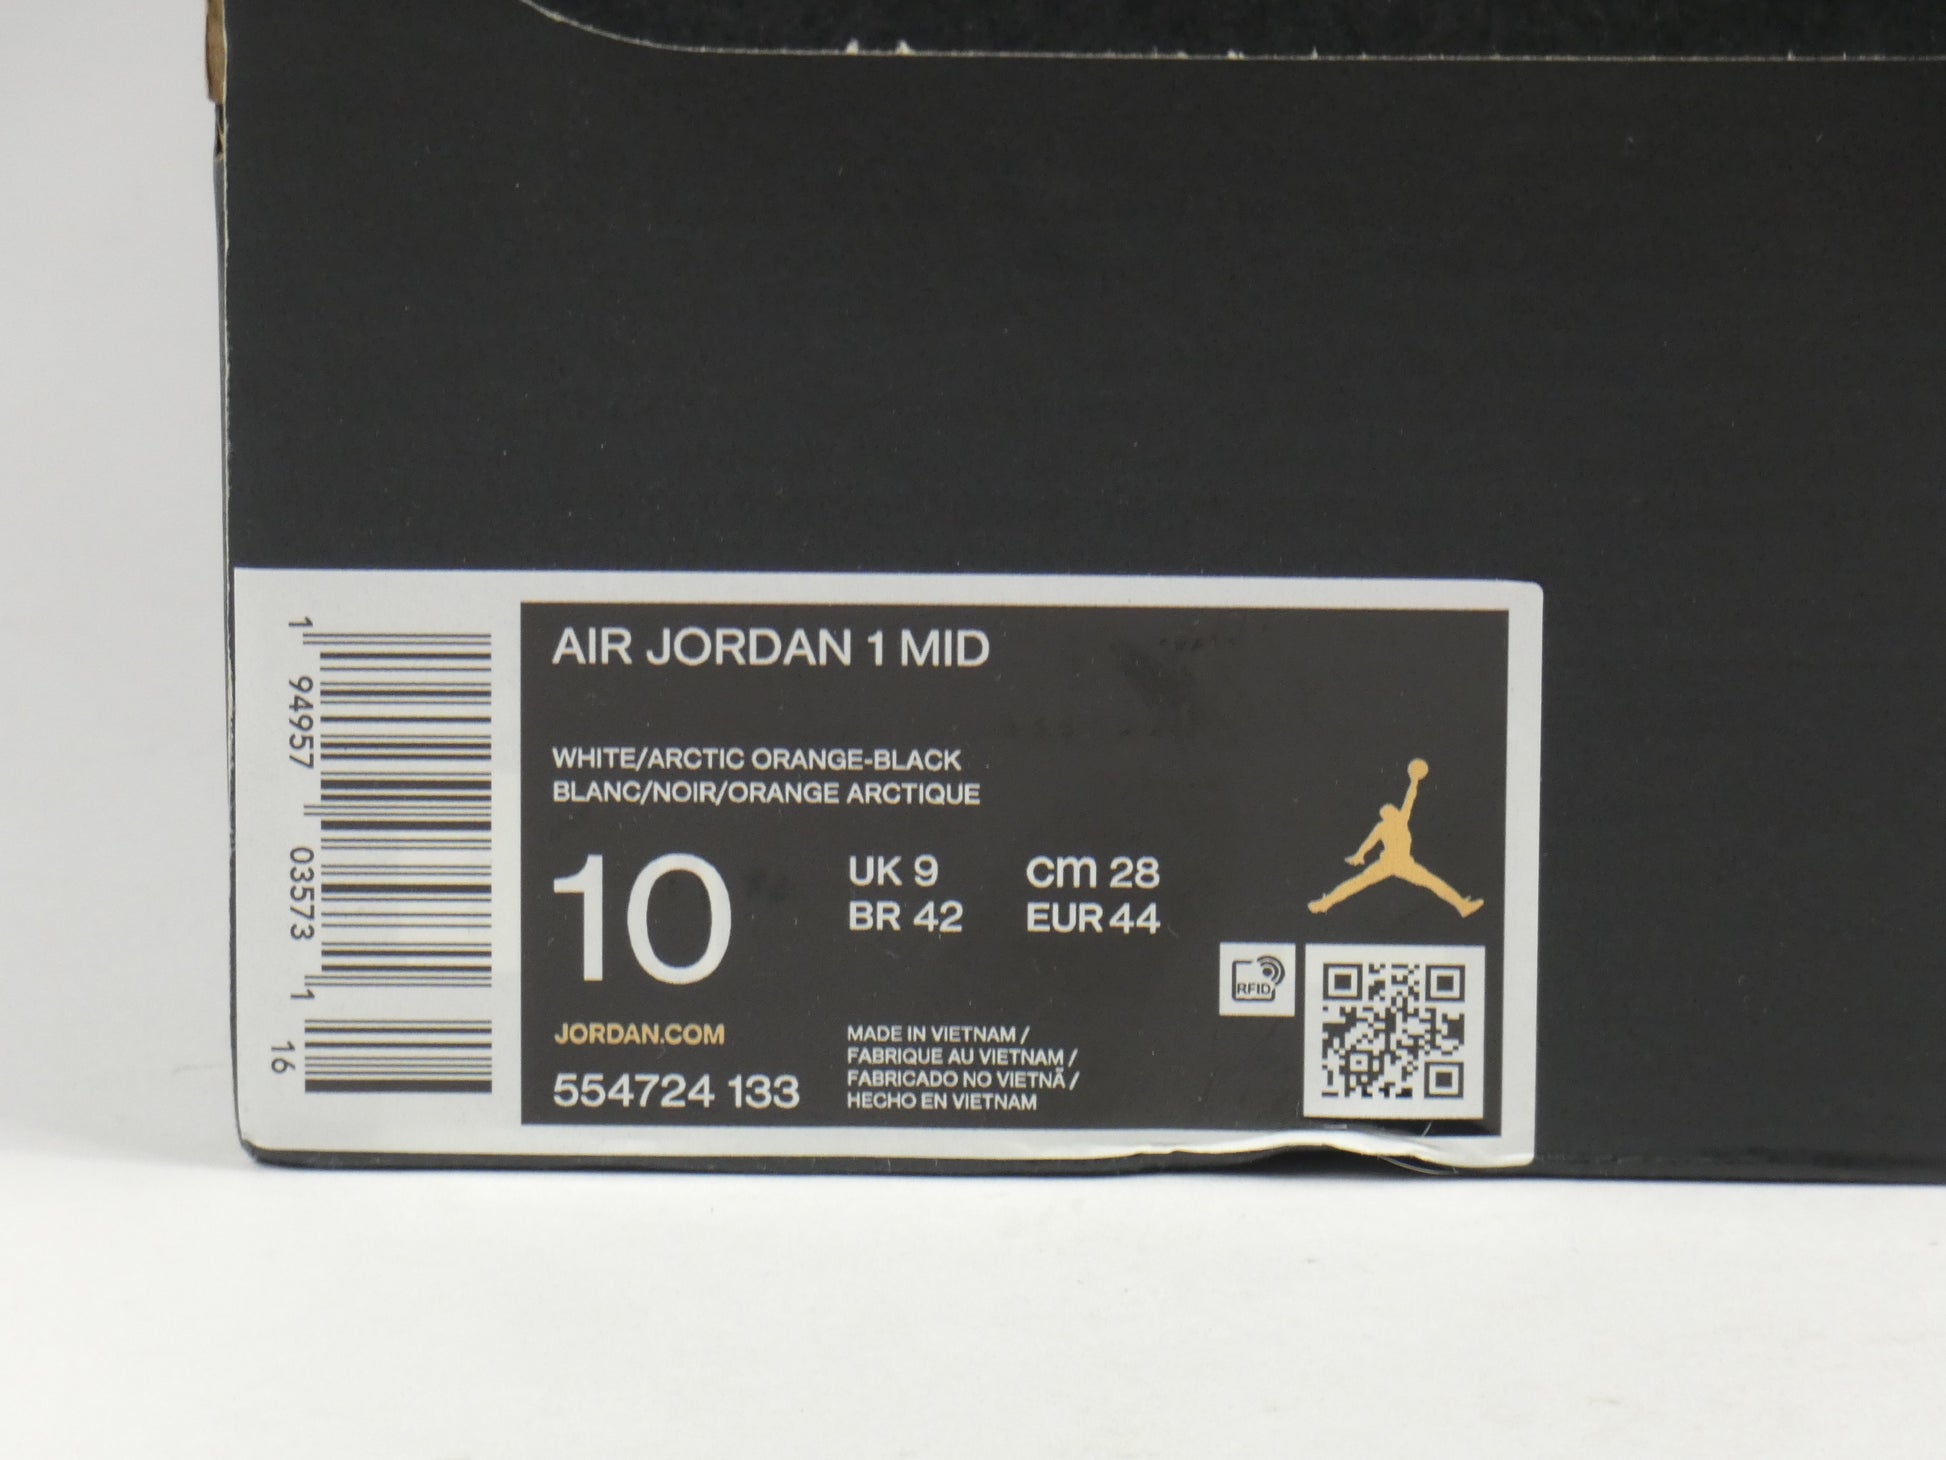 AIR JORDAN 1 MID
WHITE/ARCTIC ORANGE-BLACK
BLANC/NOIR/ORANGE ARCTIQUE
10
UK 9
cm 28
BR 42
EUR 44
JORDAN.COM
554724 133
MADE IN VIETNAM /
FABRIQUE AU VIETNAM /
FABRICADO NO VIETNÃ /
HECHO EN VIETNAM
RFID
1 94957 03573 1
16